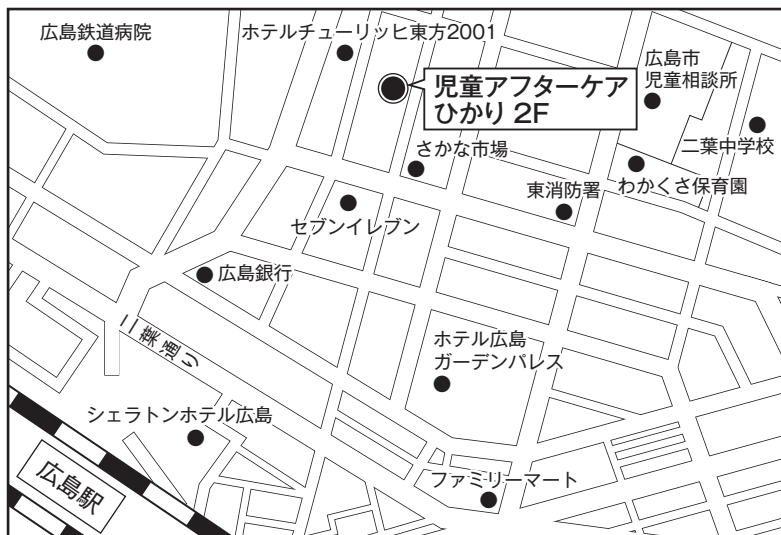 広島鉄道病院
ホテルチューリッヒ東方2001
広島市
児童相談所
児童アフターケア
ひかり 2F
二葉中学校
さかな市場
わかくさ保育園
東消防署
セブンイレブン
広島銀行
二葉通り
ホテル広島
ガーデンパレス
シェラトンホテル広島
ファミリーマート
広島駅